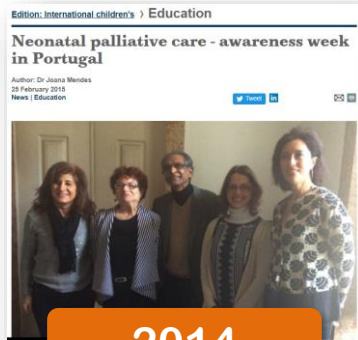 Edition: International children's > Education
Neonatal palliative care - awareness week
in Portugal
Author: Dr Joana Mendes
25 February 2015
News | Education
Tweet in
2014